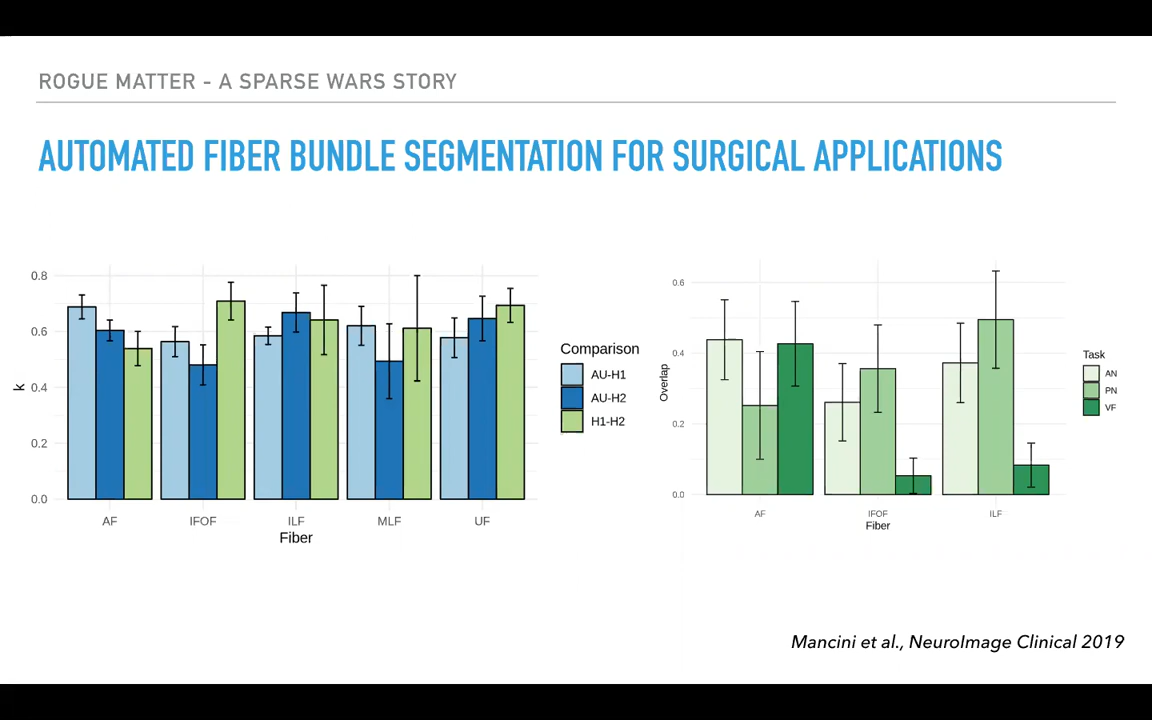 ROGUE MATTER - A SPARSE WARS STORY
AUTOMATED FIBER BUNDLE SEGMENTATION FOR SURGICAL APPLICATIONS
k
0.8
0.6
0.4
0.2
0.0
AF IFOF ILF MLF UF
Fiber
Comparison
AU-H1
AU-H2
H1-H2
Overlap
0.6
0.4
0.2
0.0
AF IFOF ILF
Fiber
Task
AN
PN
VF
Mancini et al., NeuroImage Clinical 2019